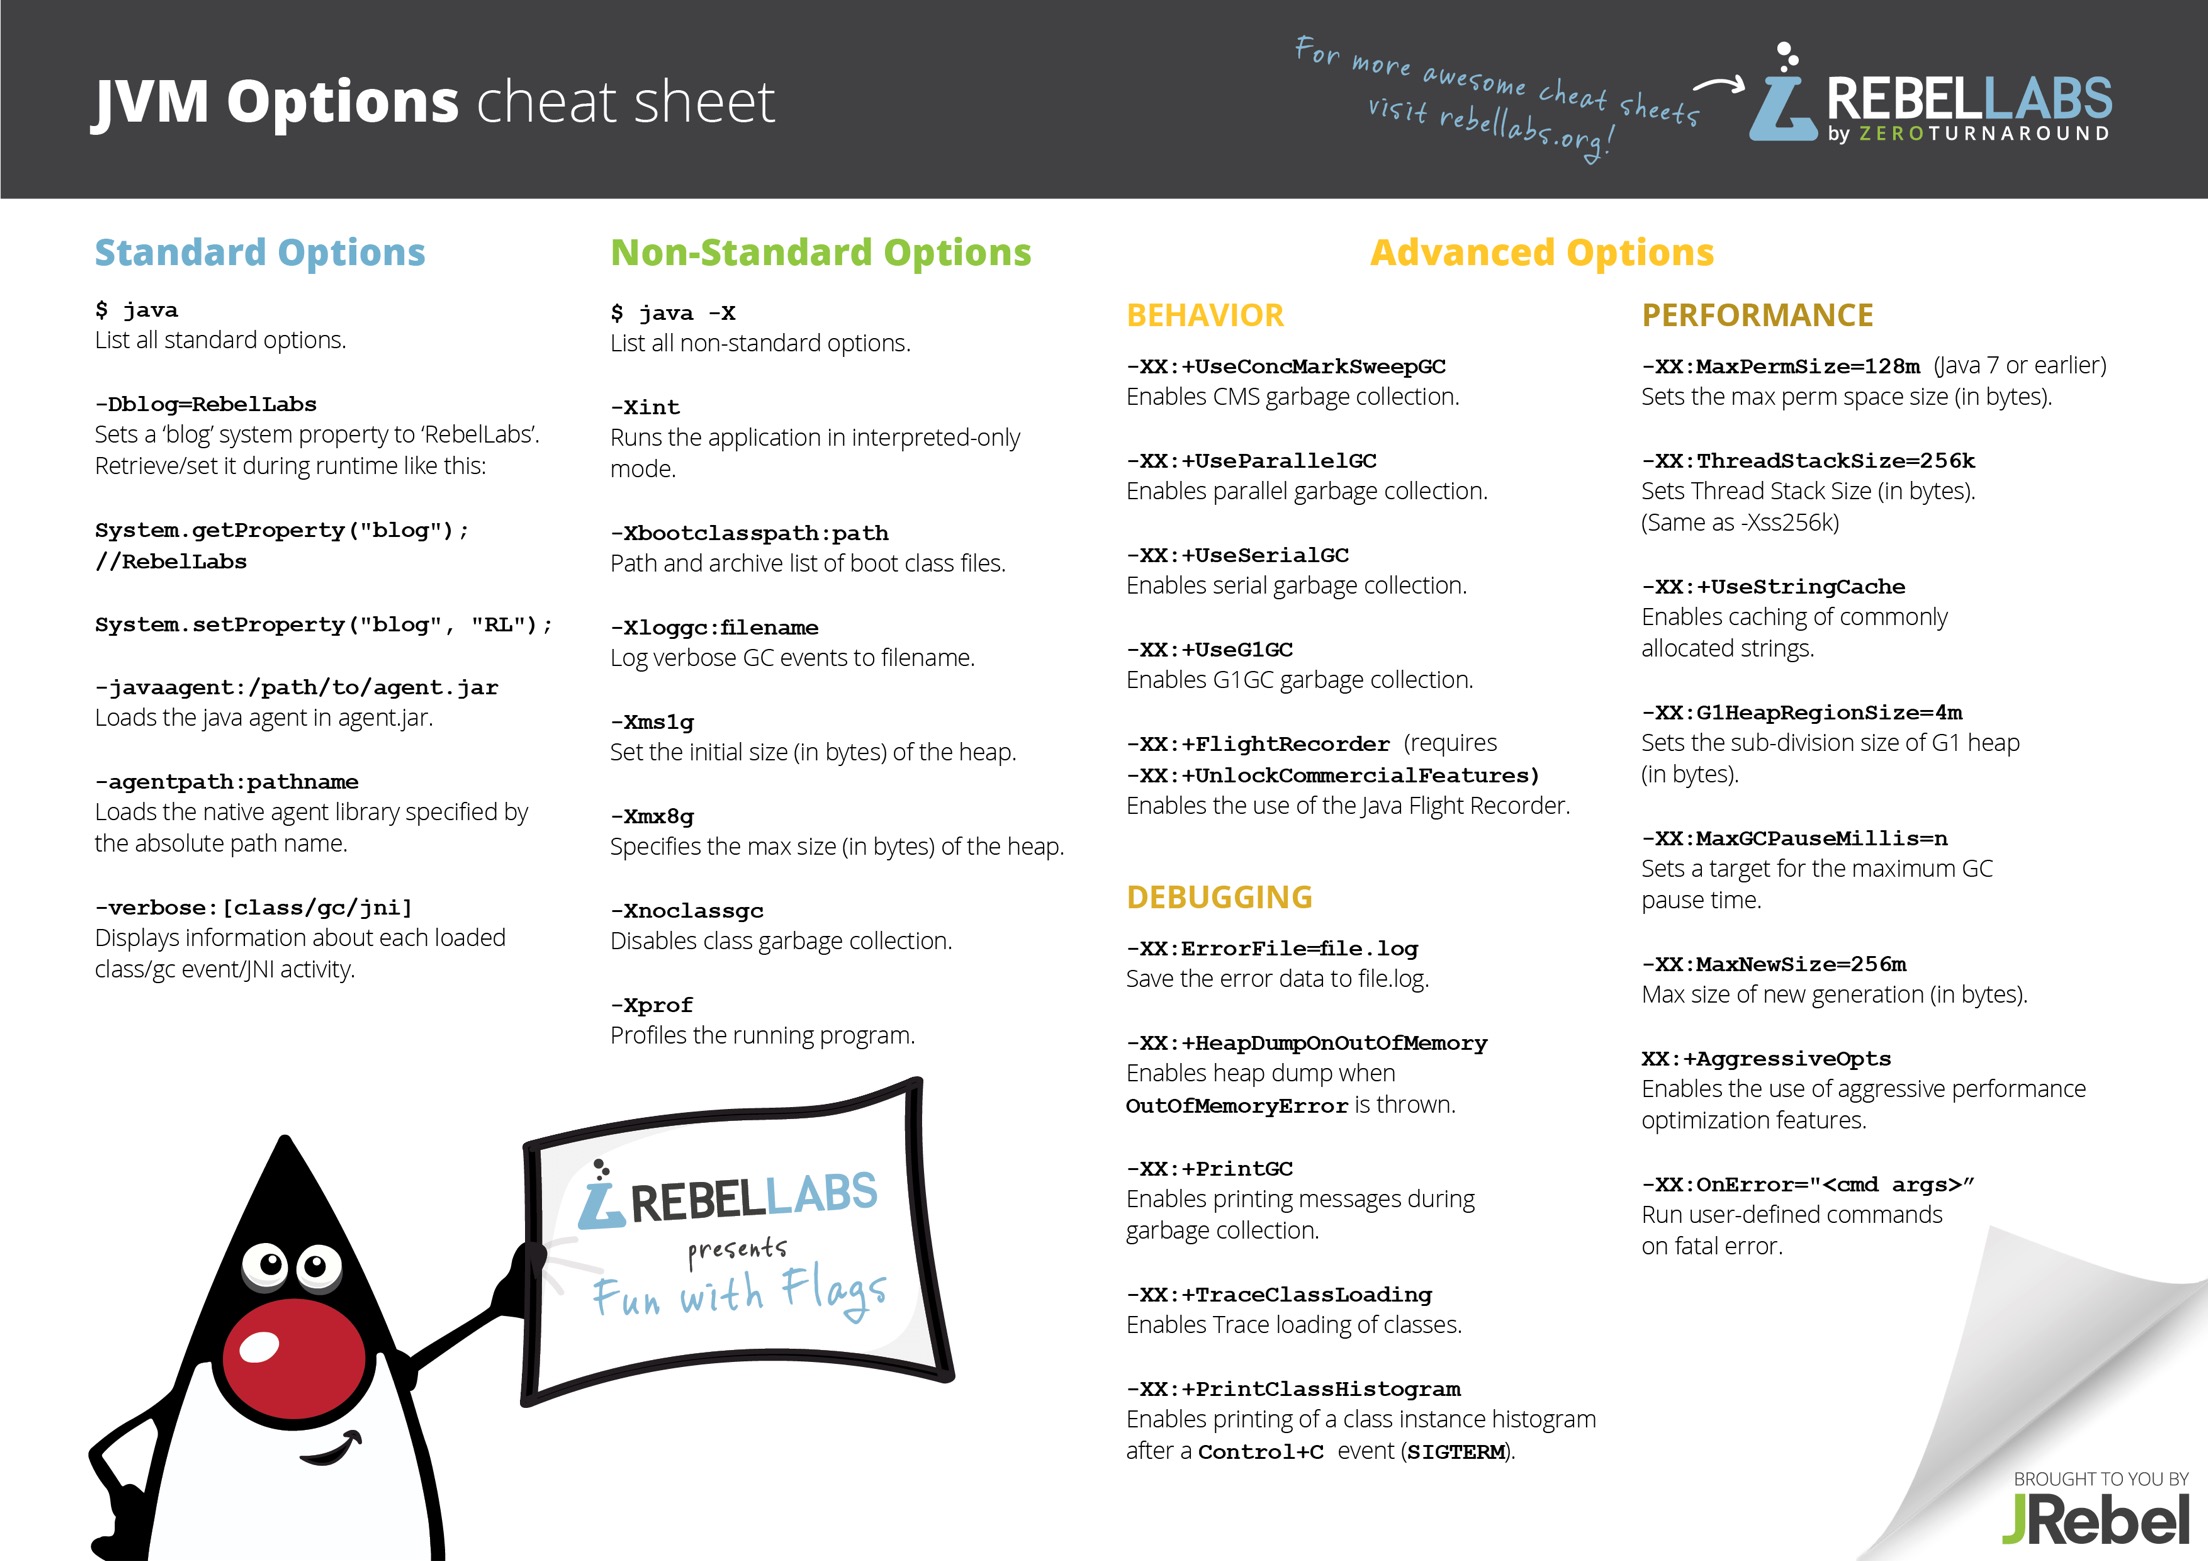 JVM Options cheat sheet
For more awesome cheat sheets
visit rebellabs.org!
REBELLABS
by ZEROTURNAROUND
Standard Options
$ java
List all standard options.
-Dblog=RebelLabs
Sets a ‘blog’ system property to ‘RebelLabs’.
Retrieve/set it during runtime like this:
System.getProperty("blog");
//RebelLabs
System.setProperty("blog", "RL");
-javaagent:/path/to/agent.jar
Loads the java agent in agent.jar.
-agentpath:pathname
Loads the native agent library specified by
the absolute path name.
-verbose:[class/gc/jni]
Displays information about each loaded
class/gc event/JNI activity.
Non-Standard Options
$ java -X
List all non-standard options.
-Xint
Runs the application in interpreted-only
mode.
-Xbootclasspath:path
Path and archive list of boot class files.
-Xloggc:filename
Log verbose GC events to filename.
-Xms1g
Set the initial size (in bytes) of the heap.
-Xmx8g
Specifies the max size (in bytes) of the heap.
-Xnoclassgc
Disables class garbage collection.
-Xprof
Profiles the running program.
Advanced Options
BEHAVIOR
-XX:+UseConcMarkSweepGC
Enables CMS garbage collection.
-XX:+UseParallelGC
Enables parallel garbage collection.
-XX:+UseSerialGC
Enables serial garbage collection.
-XX:+UseG1GC
Enables G1GC garbage collection.
-XX:+FlightRecorder (requires
-XX:+UnlockCommercialFeatures)
Enables the use of the Java Flight Recorder.
DEBUGGING
-XX:ErrorFile=file.log
Save the error data to file.log.
-XX:+HeapDumpOnOutOfMemory
Enables heap dump when
OutOfMemoryError is thrown.
-XX:+PrintGC
Enables printing messages during
garbage collection.
-XX:+TraceClassLoading
Enables Trace loading of classes.
-XX:+PrintClassHistogram
Enables printing of a class instance histogram
after a Control+C event (SIGTERM).
PERFORMANCE
-XX:MaxPermSize=128m (Java 7 or earlier)
Sets the max perm space size (in bytes).
-XX:ThreadStackSize=256k
Sets Thread Stack Size (in bytes).
(Same as -Xss256k)
-XX:+UseStringCache
Enables caching of commonly
allocated strings.
-XX:G1HeapRegionSize=4m
Sets the sub-division size of G1 heap
(in bytes).
-XX:MaxGCPauseMillis=n
Sets a target for the maximum GC
pause time.
-XX:MaxNewSize=256m
Max size of new generation (in bytes).
XX:+AggressiveOpts
Enables the use of aggressive performance
optimization features.
-XX:OnError="<cmd args>”
Run user-defined commands
on fatal error.
REBELLABS
presents
Fun with Flags
BROUGHT TO YOU BY
JRebel